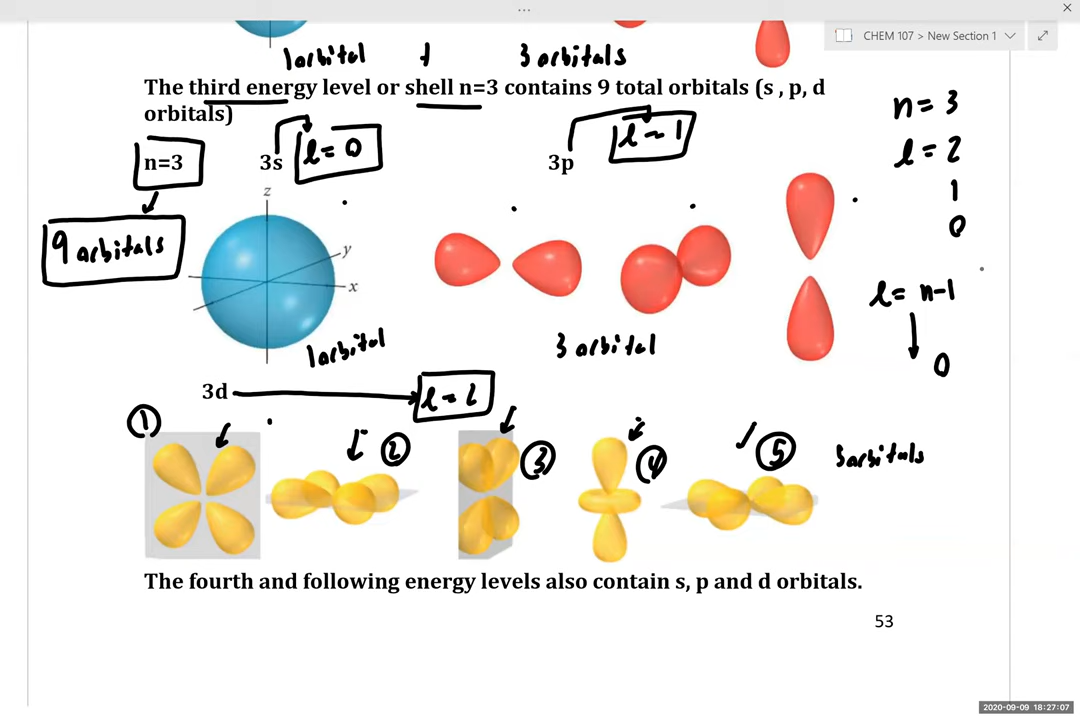 CHEM 107 > New Section 1
1 orbital 1 3 orbitals
The third energy level or shell n=3 contains 9 total orbitals (s , p, d
orbitals)
n = 3
l = 2
1
0
n=3 3s l = 0 3p l = 1
9 orbitals
z
y
x
l = n-1
0
1 orbital
3 orbital
3d l = 2
1 2 3 4 5 5 orbitals
The fourth and following energy levels also contain s, p and d orbitals.
53
2020-09-09 18:27:07